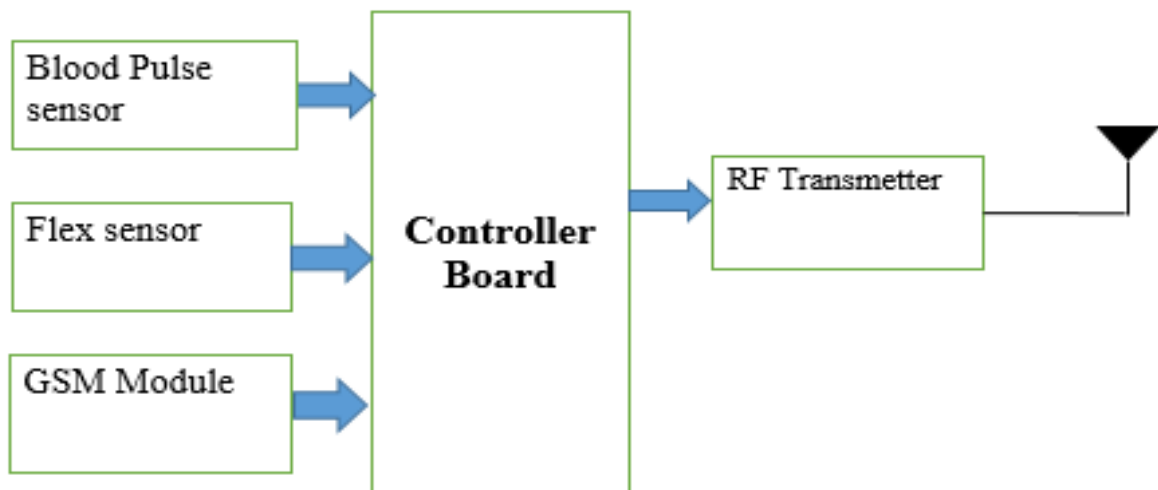 Blood Pulse
sensor
Flex sensor
GSM Module
Controller
Board
RF Transmetter